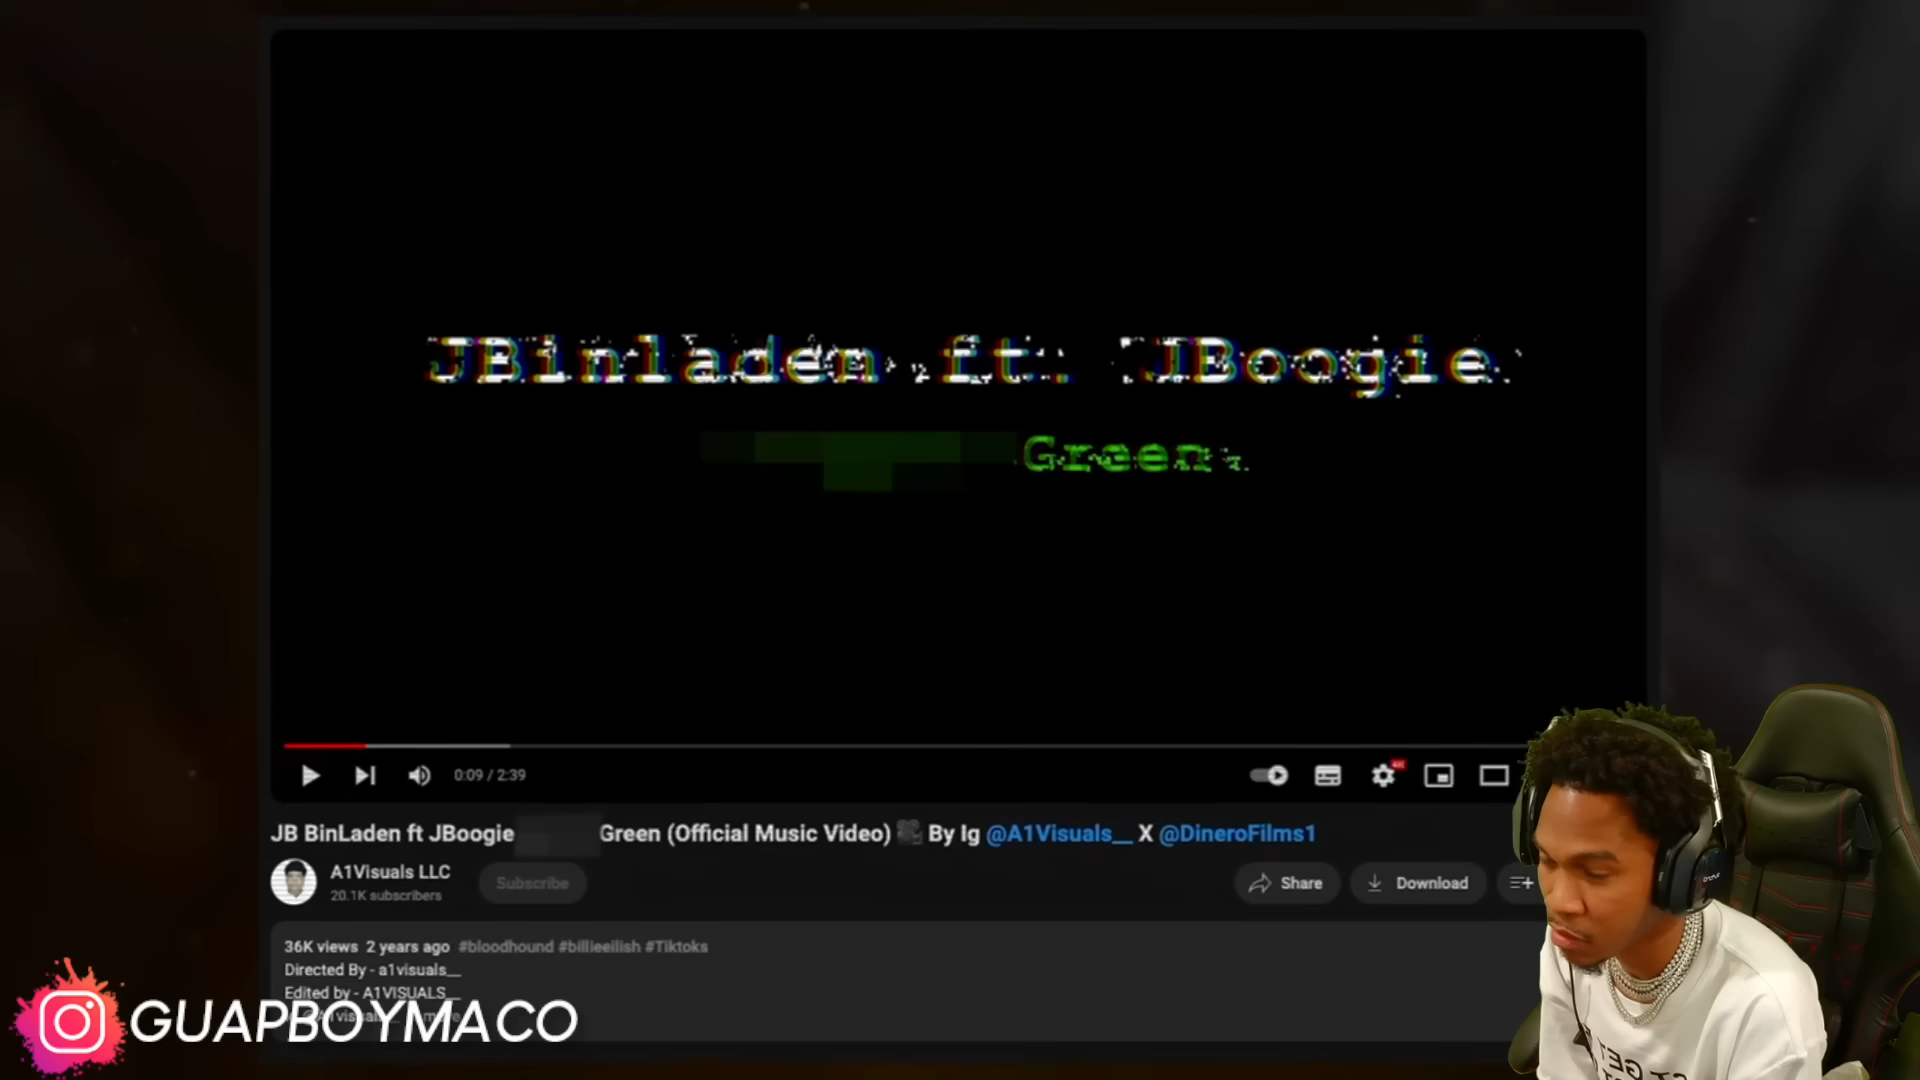 JBinladen ft. JBoogie
Green
0:09 / 2:39
JB BinLaden ft JBoogie Green (Official Music Video) By Ig @A1Visuals__ X @DineroFilms1
A1Visuals LLC
20.1K subscribers
Subscribe
Share
Download
36K views 2 years ago #bloodhound #billieeilish #Tiktoks
Directed By - a1visuals__
Edited by - A1VISUALS__
GUAPBOYMACO